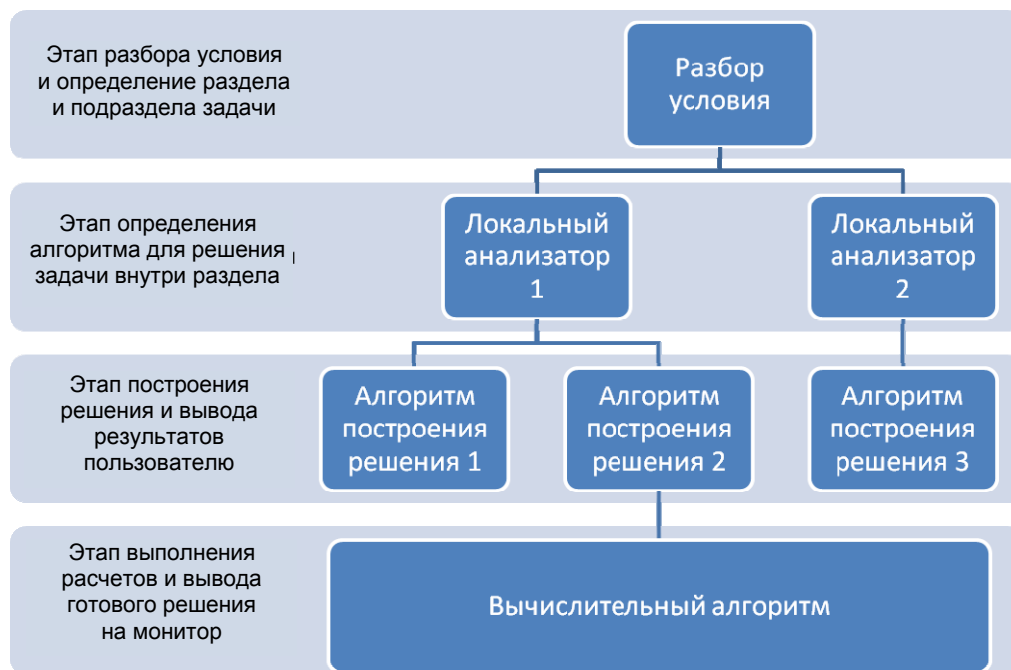 Этап разбора условия
и определение раздела
и подраздела задачи
Разбор
условия
Этап определения
алгоритма для решения
задачи внутри раздела
Локальный
анализатор
1
Локальный
анализатор
2
Этап построения
решения и вывода
результатов
пользователю
Алгоритм
построения
решения 1
Алгоритм
построения
решения 2
Алгоритм
построения
решения 3
Этап выполнения
расчетов и вывода
готового решения
на монитор
Вычислительный алгоритм